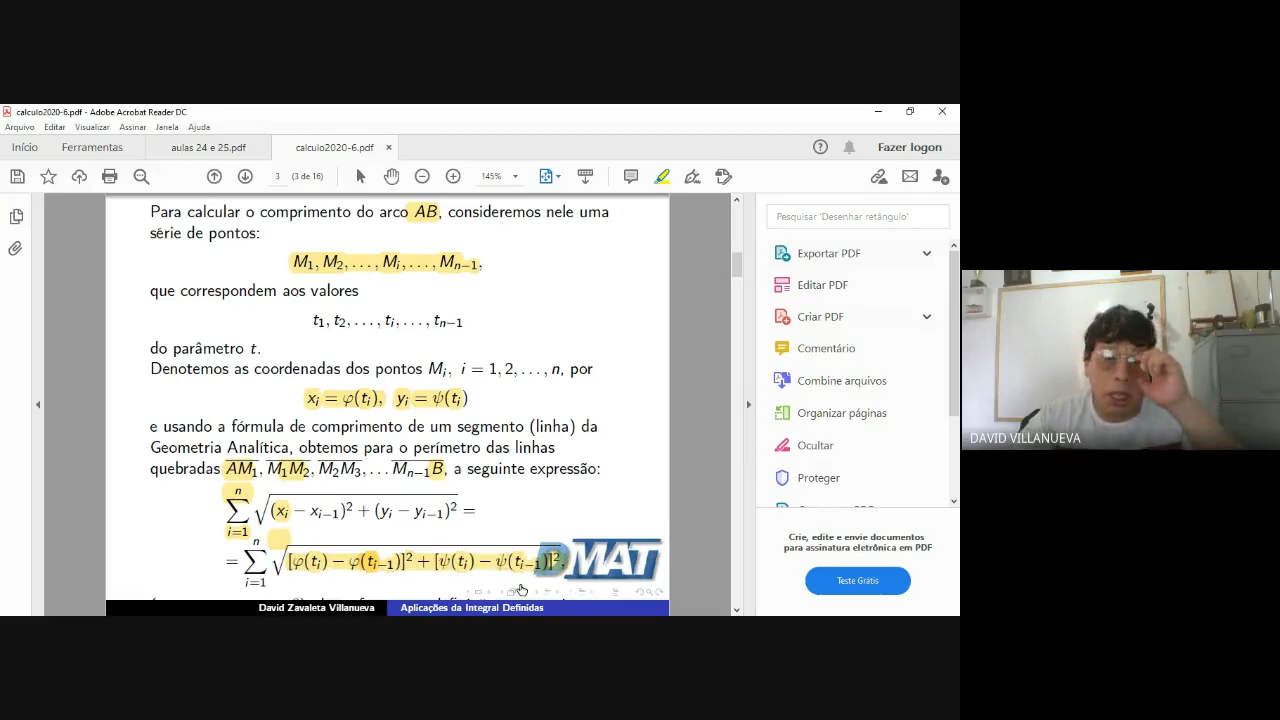 calculo2020-6.pdf - Adobe Acrobat Reader DC
Arquivo Editar Visualizar Assinar Janela Ajuda
Início Ferramentas aulas 24 e 25.pdf calculo2020-6.pdf × Fazer logon
3 (3 de 16) 145%
Para calcular o comprimento do arco AB, consideremos nele uma
série de pontos:
M₁, M₂, . . . , Mᵢ, . . . , Mₙ₋₁,
que correspondem aos valores
t₁, t₂, . . . , tᵢ, . . . , tₙ₋₁
do parâmetro t.
Denotemos as coordenadas dos pontos Mᵢ, i = 1, 2, . . . , n, por
xᵢ = φ(tᵢ), yᵢ = ψ(tᵢ)
e usando a fórmula de comprimento de um segmento (linha) da
Geometria Analítica, obtemos para o perímetro das linhas
quebradas A̅M̅₁, M̅₁M̅₂, M̅₂M̅₃, . . . M̅ₙ₋₁B̅, a seguinte expressão:
∑ᵢ₌₁ⁿ √((xᵢ − xᵢ₋₁)² + (yᵢ − yᵢ₋₁)²) =
= ∑ᵢ₌₁ⁿ √([φ(tᵢ) − φ(tᵢ₋₁)]² + [ψ(tᵢ) − ψ(tᵢ₋₁)]²,
DMAT
David Zavaleta Villanueva Aplicações da Integral Definidas
Pesquisar 'Desenhar retângulo'
Exportar PDF
Editar PDF
Criar PDF
Comentário
Combine arquivos
Organizar páginas
Ocultar
Proteger
Crie, edite e envie documentos
para assinatura eletrônica em PDF
Teste Grátis
DAVID VILLANUEVA